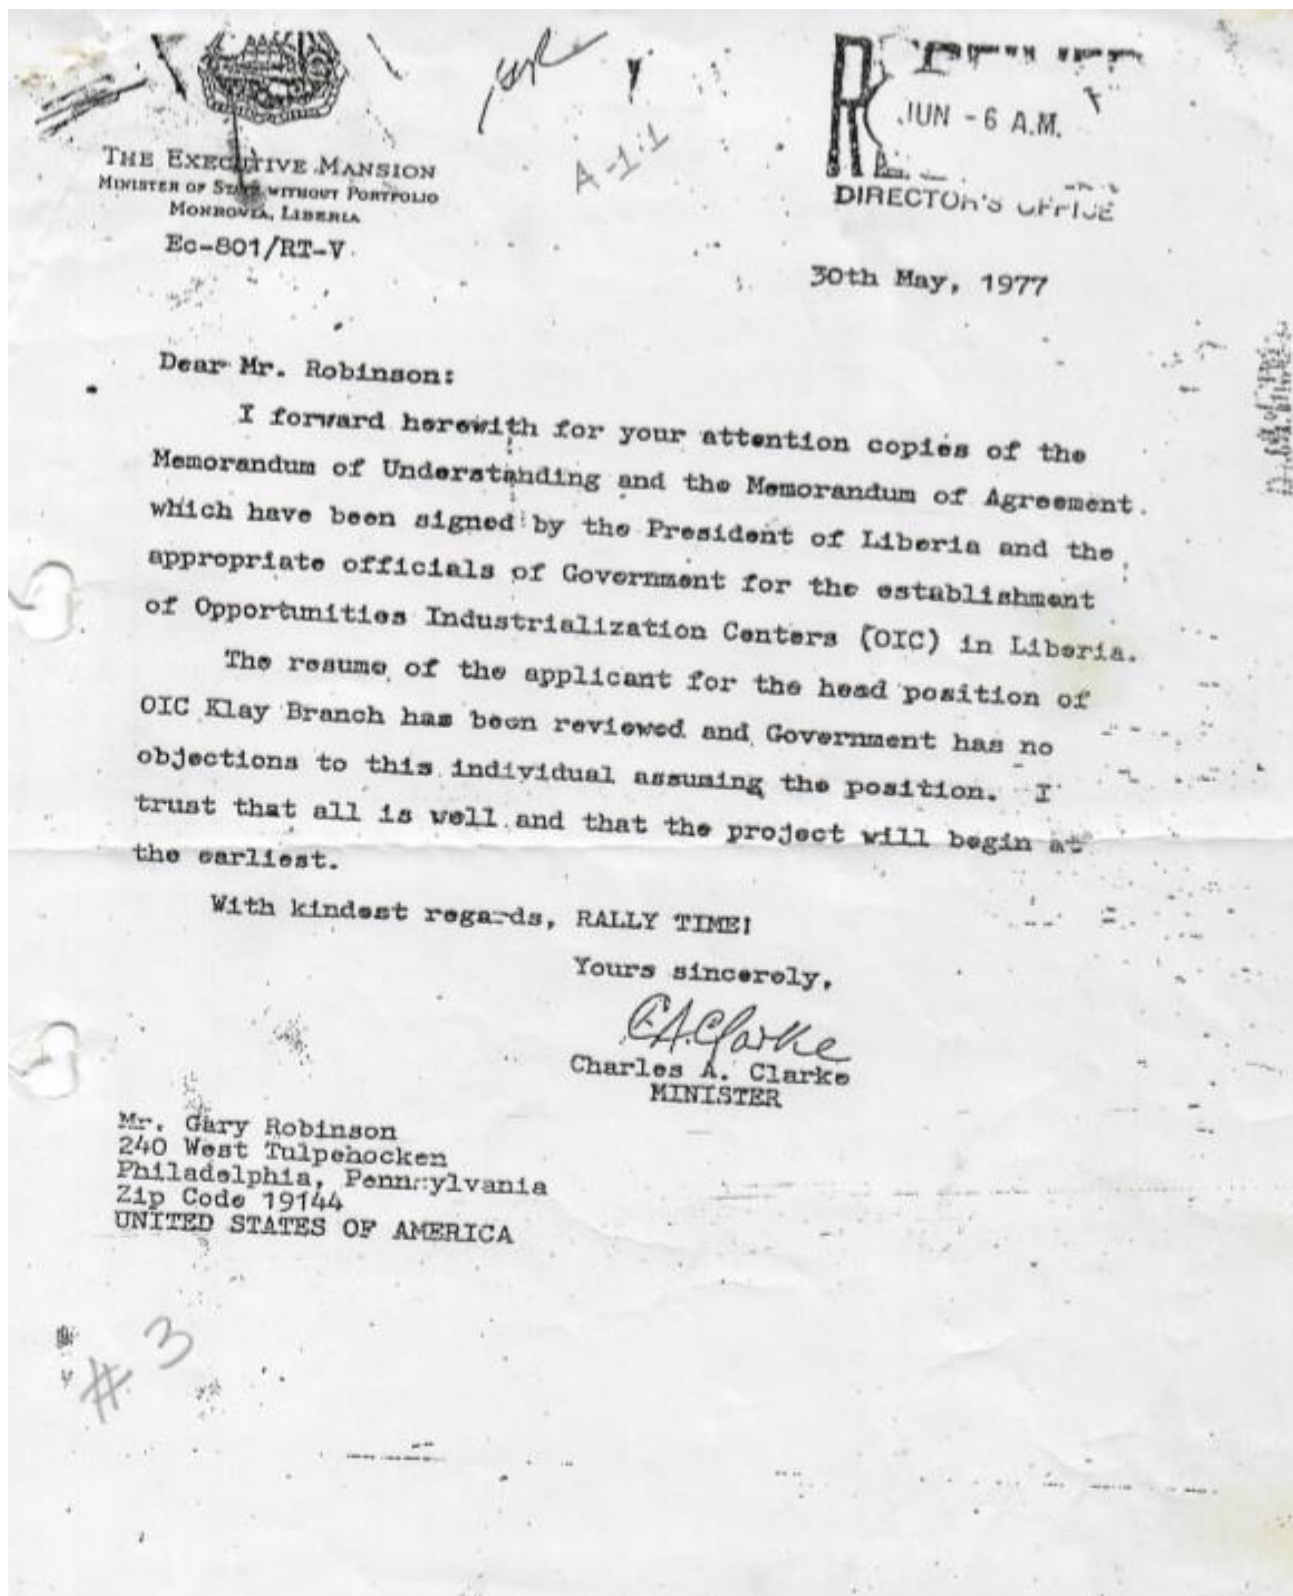 A-1:1
JUN - 6 A.M.
DIRECTOR'S OFFICE
THE EXECUTIVE MANSION
MINISTER OF STATE WITHOUT PORTFOLIO
MONROVIA, LIBERIA
Ec-801/RT-V
30th May, 1977
Dear Mr. Robinson:
I forward herewith for your attention copies of the
Memorandum of Understanding and the Memorandum of Agreement
which have been signed by the President of Liberia and the
appropriate officials of Government for the establishment
of Opportunities Industrialization Centers (OIC) in Liberia.
The resume of the applicant for the head position of
OIC Klay Branch has been reviewed and Government has no
objections to this individual assuming the position. I
trust that all is well and that the project will begin at
the earliest.
With kindest regards, RALLY TIME!
Yours sincerely,
C.A. Clarke
Charles A. Clarke
MINISTER
Mr. Gary Robinson
240 West Tulpehocken
Philadelphia, Pennsylvania
Zip Code 19144
UNITED STATES OF AMERICA
# 3